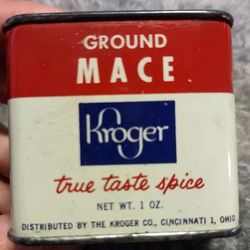 GROUND
MACE
Kroger
true taste spice
NET WT. 1 OZ.
DISTRIBUTED BY THE KROGER CO., CINCINNATI 1, OHIO